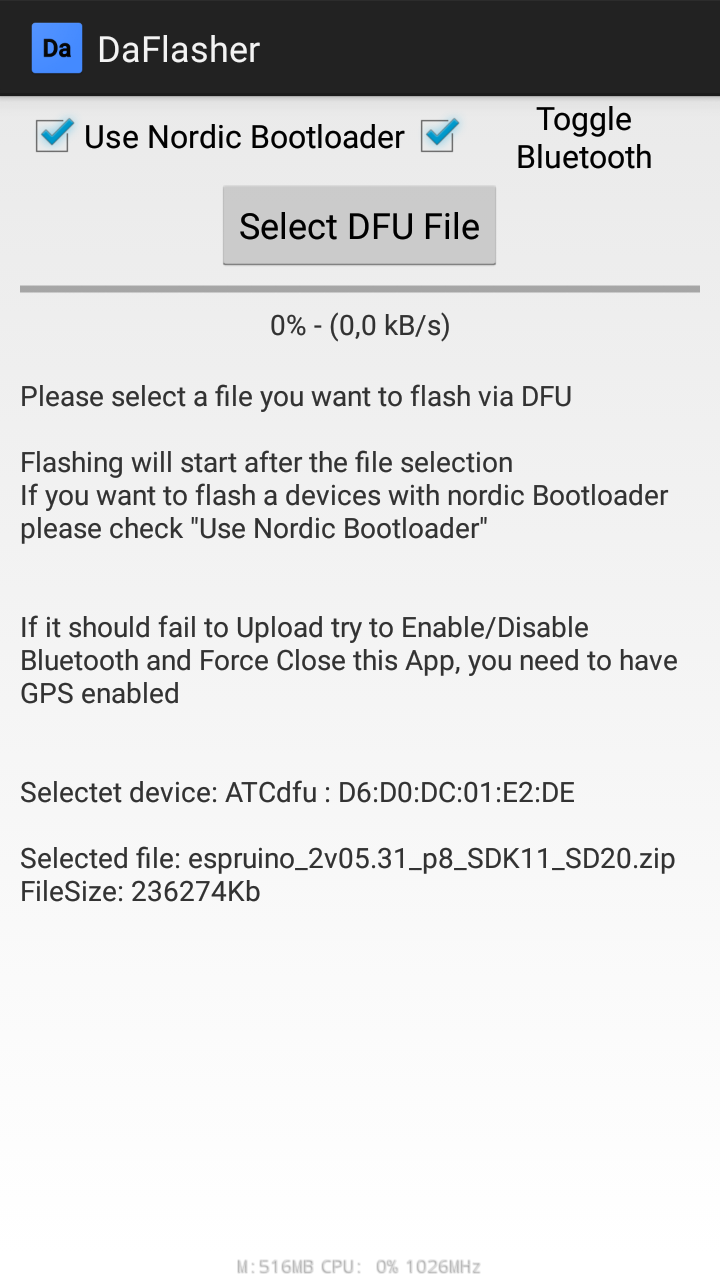 Da DaFlasher
Use Nordic Bootloader
Toggle
Bluetooth
Select DFU File
0% - (0,0 kB/s)
Please select a file you want to flash via DFU
Flashing will start after the file selection
If you want to flash a devices with nordic Bootloader
please check "Use Nordic Bootloader"
If it should fail to Upload try to Enable/Disable
Bluetooth and Force Close this App, you need to have
GPS enabled
Selectet device: ATCdfu : D6:D0:DC:01:E2:DE
Selected file: espruino_2v05.31_p8_SDK11_SD20.zip
FileSize: 236274Kb
M:516MB CPU: 0% 1026MHz